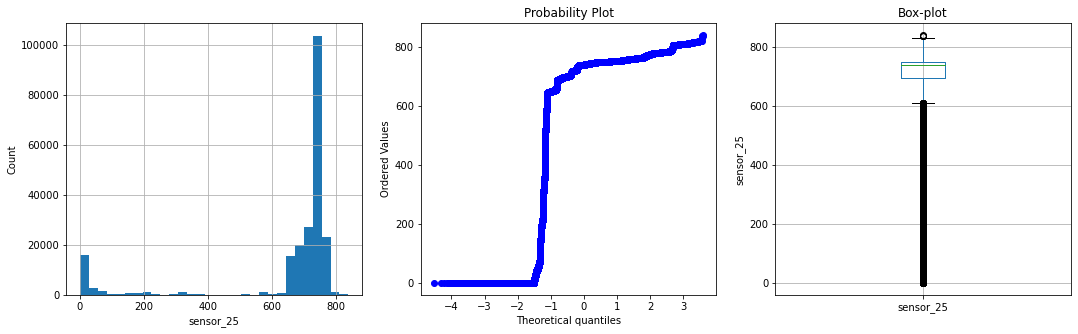 Count
100000
80000
60000
40000
20000
0
0 200 400 600 800
sensor_25
Probability Plot
Ordered Values
800
600
400
200
0
−4 −3 −2 −1 0 1 2 3
Theoretical quantiles
Box-plot
sensor_25
800
600
400
200
0
sensor_25